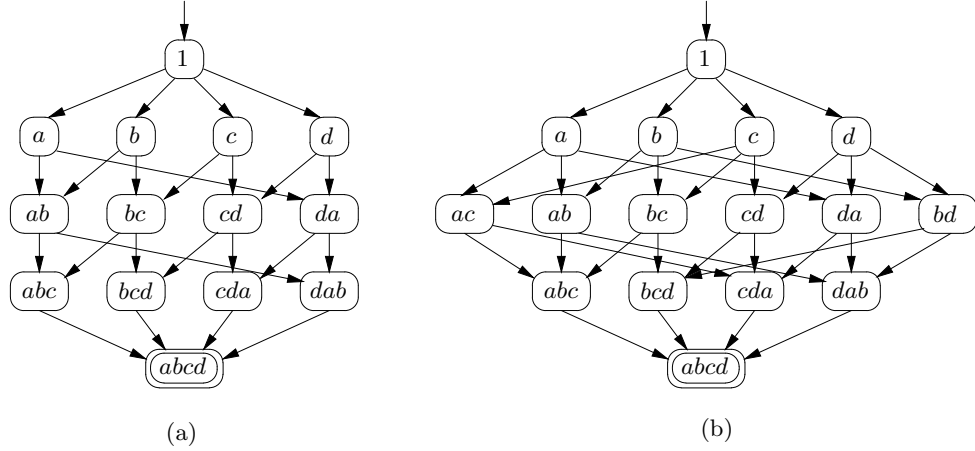 1 1
a b c d a b c d
ab bc cd da ac ab bc cd da bd
abc bcd cda dab abc bcd cda dab
abcd abcd
(a) (b)